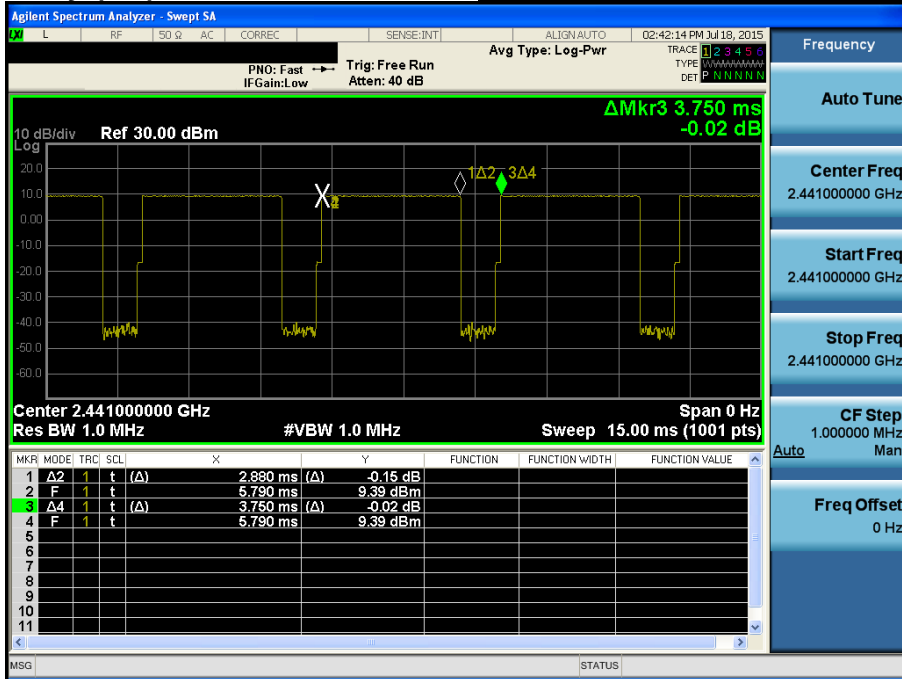 Agilent Spectrum Analyzer - Swept SA
LXI L RF 50 Ω AC CORREC SENSE:INT ALIGNAUTO 02:42:14 PM Jul 18, 2015
Avg Type: Log-Pwr TRACE 1 2 3 4 5 6
PNO: Fast Trig: Free Run TYPE WWWWWW
IFGain:Low Atten: 40 dB DET P N N N N N
Frequency
ΔMkr3 3.750 ms
-0.02 dB
10 dB/div Ref 30.00 dBm
Log
20.0
10.0
0.00
-10.0
-20.0
-30.0
-40.0
-50.0
-60.0
X 1Δ2 3Δ4
Center 2.441000000 GHz Span 0 Hz
Res BW 1.0 MHz #VBW 1.0 MHz Sweep 15.00 ms (1001 pts)
MKR MODE TRC SCL X Y FUNCTION FUNCTION WIDTH FUNCTION VALUE
1 Δ2 1 t (Δ) 2.880 ms (Δ) -0.15 dB
2 F 1 t 5.790 ms 9.39 dBm
3 Δ4 1 t (Δ) 3.750 ms (Δ) -0.02 dB
4 F 1 t 5.790 ms 9.39 dBm
5
6
7
8
9
10
11
MSG STATUS
Auto Tune
Center Freq
2.441000000 GHz
Start Freq
2.441000000 GHz
Stop Freq
2.441000000 GHz
CF Step
1.000000 MHz
Auto Man
Freq Offset
0 Hz